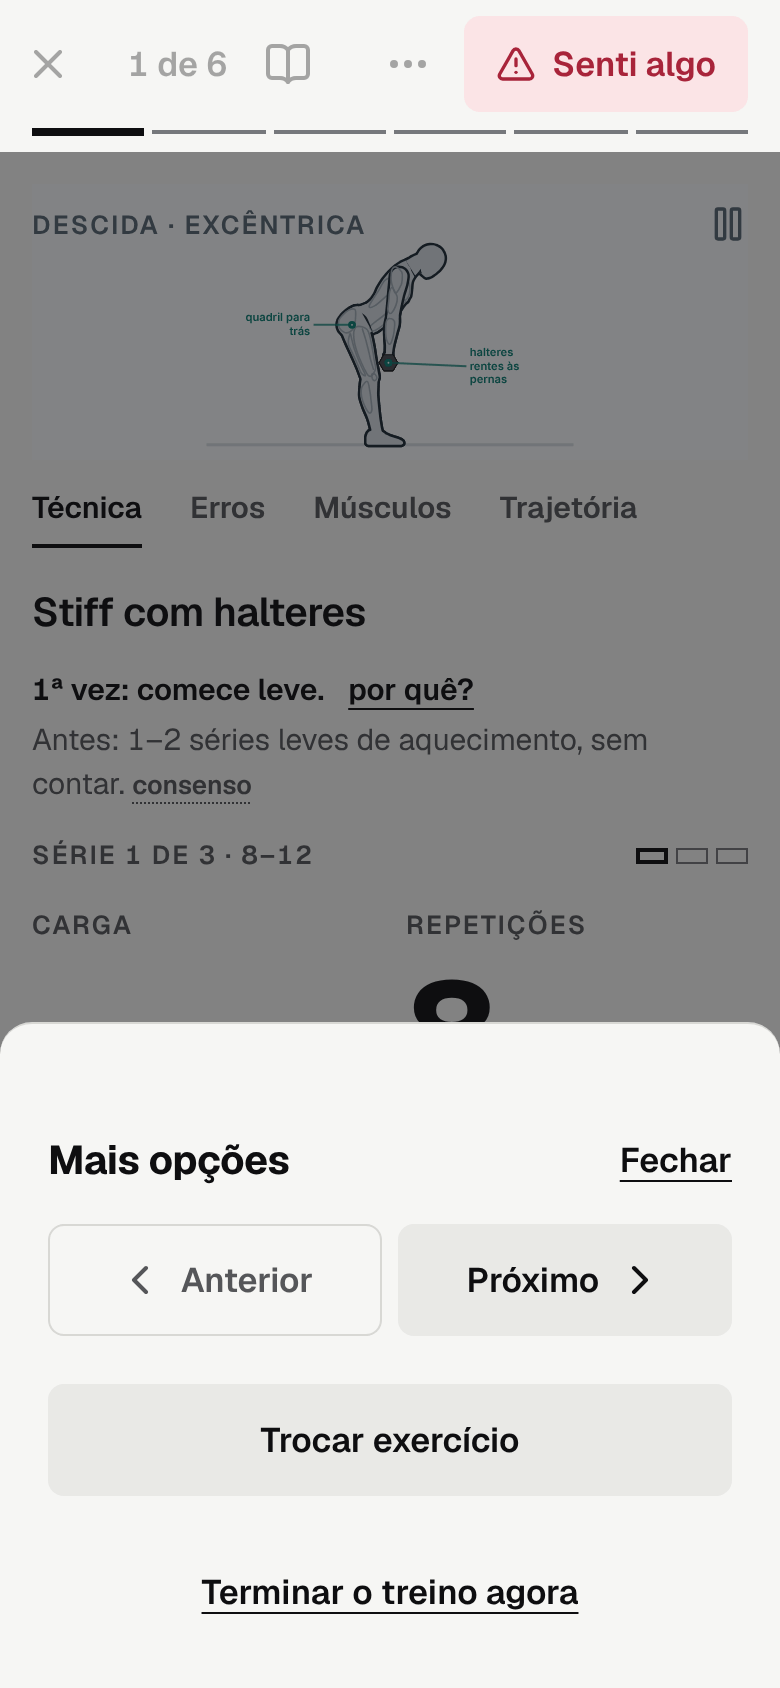 1 de 6
Senti algo
DESCIDA · EXCÊNTRICA
quadril para
trás
halteres
rentes às
pernas
Técnica Erros Músculos Trajetória
Stiff com halteres
1ª vez: comece leve. por quê?
Antes: 1–2 séries leves de aquecimento, sem
contar. consenso
SÉRIE 1 DE 3 · 8–12
CARGA REPETIÇÕES
Mais opções Fechar
Anterior Próximo
Trocar exercício
Terminar o treino agora